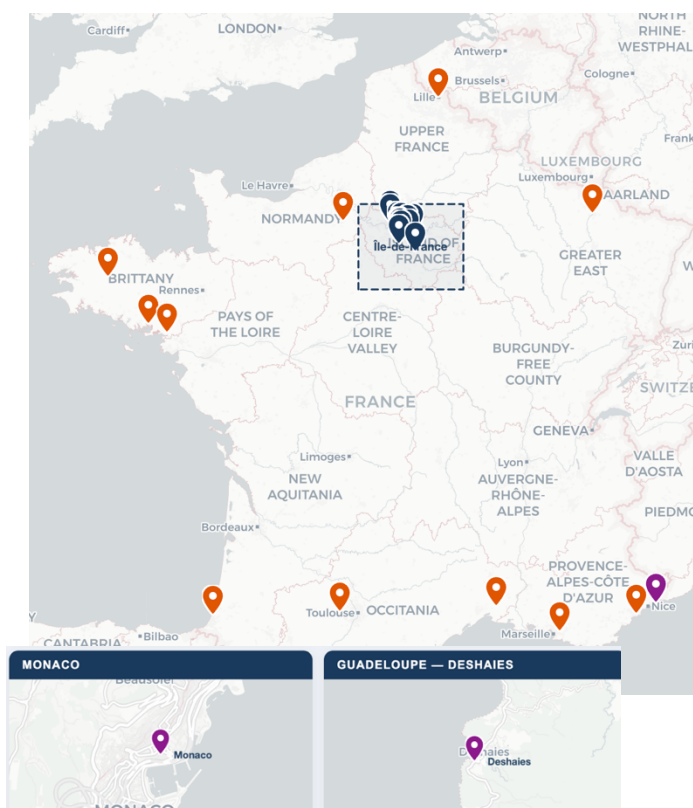 NORTH
RHINE-
WESTPHAL
Cardiff
LONDON
Antwerp
Cologne
Brussels
Lille
BELGIUM
Frank
UPPER
FRANCE
LUXEMBOURG
Luxembourg
AARLAND
Le Havre
NORMANDY
Île-de-France
FRANCE
GREATER
EAST
BRITTANY
Rennes
PAYS OF
THE LOIRE
CENTRE-
LOIRE
VALLEY
BURGUNDY-
FREE
COUNTY
Zuri
SWITZE
FRANCE
GENEVA
VALLE
D'AOSTA
Limoges
Lyon
NEW
AQUITANIA
AUVERGNE-
RHÔNE-
ALPES
PIEDMO
Bordeaux
PROVENCE-
ALPES-CÔTE
D'AZUR
Toulouse
OCCITANIA
Nice
Marseille
CANTABRIA
Bilbao
MONACO
GUADELOUPE — DESHAIES
Beausoleil
Monaco
MONACO
Deshaies